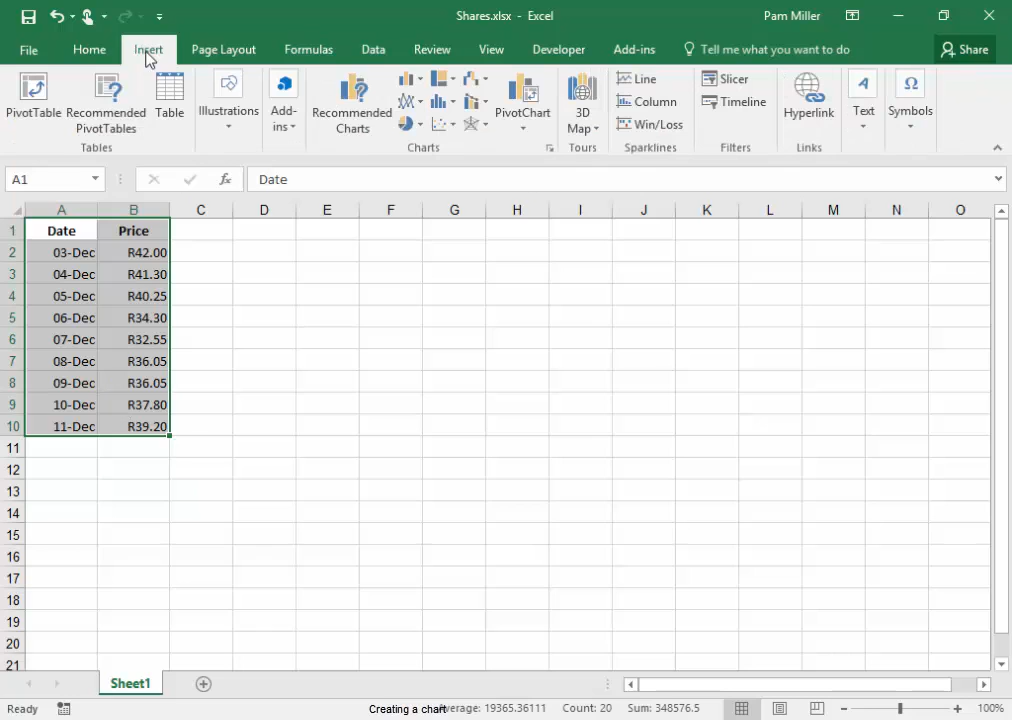 Shares.xlsx - Excel
Pam Miller
File Home Insert Page Layout Formulas Data Review View Developer Add-ins Tell me what you want to do Share
PivotTable
Recommended
PivotTables
Table
Illustrations
Add-
ins
Recommended
Charts
PivotChart
3D
Map
Line
Column
Win/Loss
Slicer
Timeline
Hyperlink
Text
Symbols
Tables Charts Tours Sparklines Filters Links
A1 fx Date
A B C D E F G H I J K L M N O
1 Date Price
2 03-Dec R42.00
3 04-Dec R41.30
4 05-Dec R40.25
5 06-Dec R34.30
6 07-Dec R32.55
7 08-Dec R36.05
8 09-Dec R36.05
9 10-Dec R37.80
10 11-Dec R39.20
11
12
13
14
15
16
17
18
19
20
21
Sheet1
Ready Creating a chart verage: 19365.36111 Count: 20 Sum: 348576.5 100%